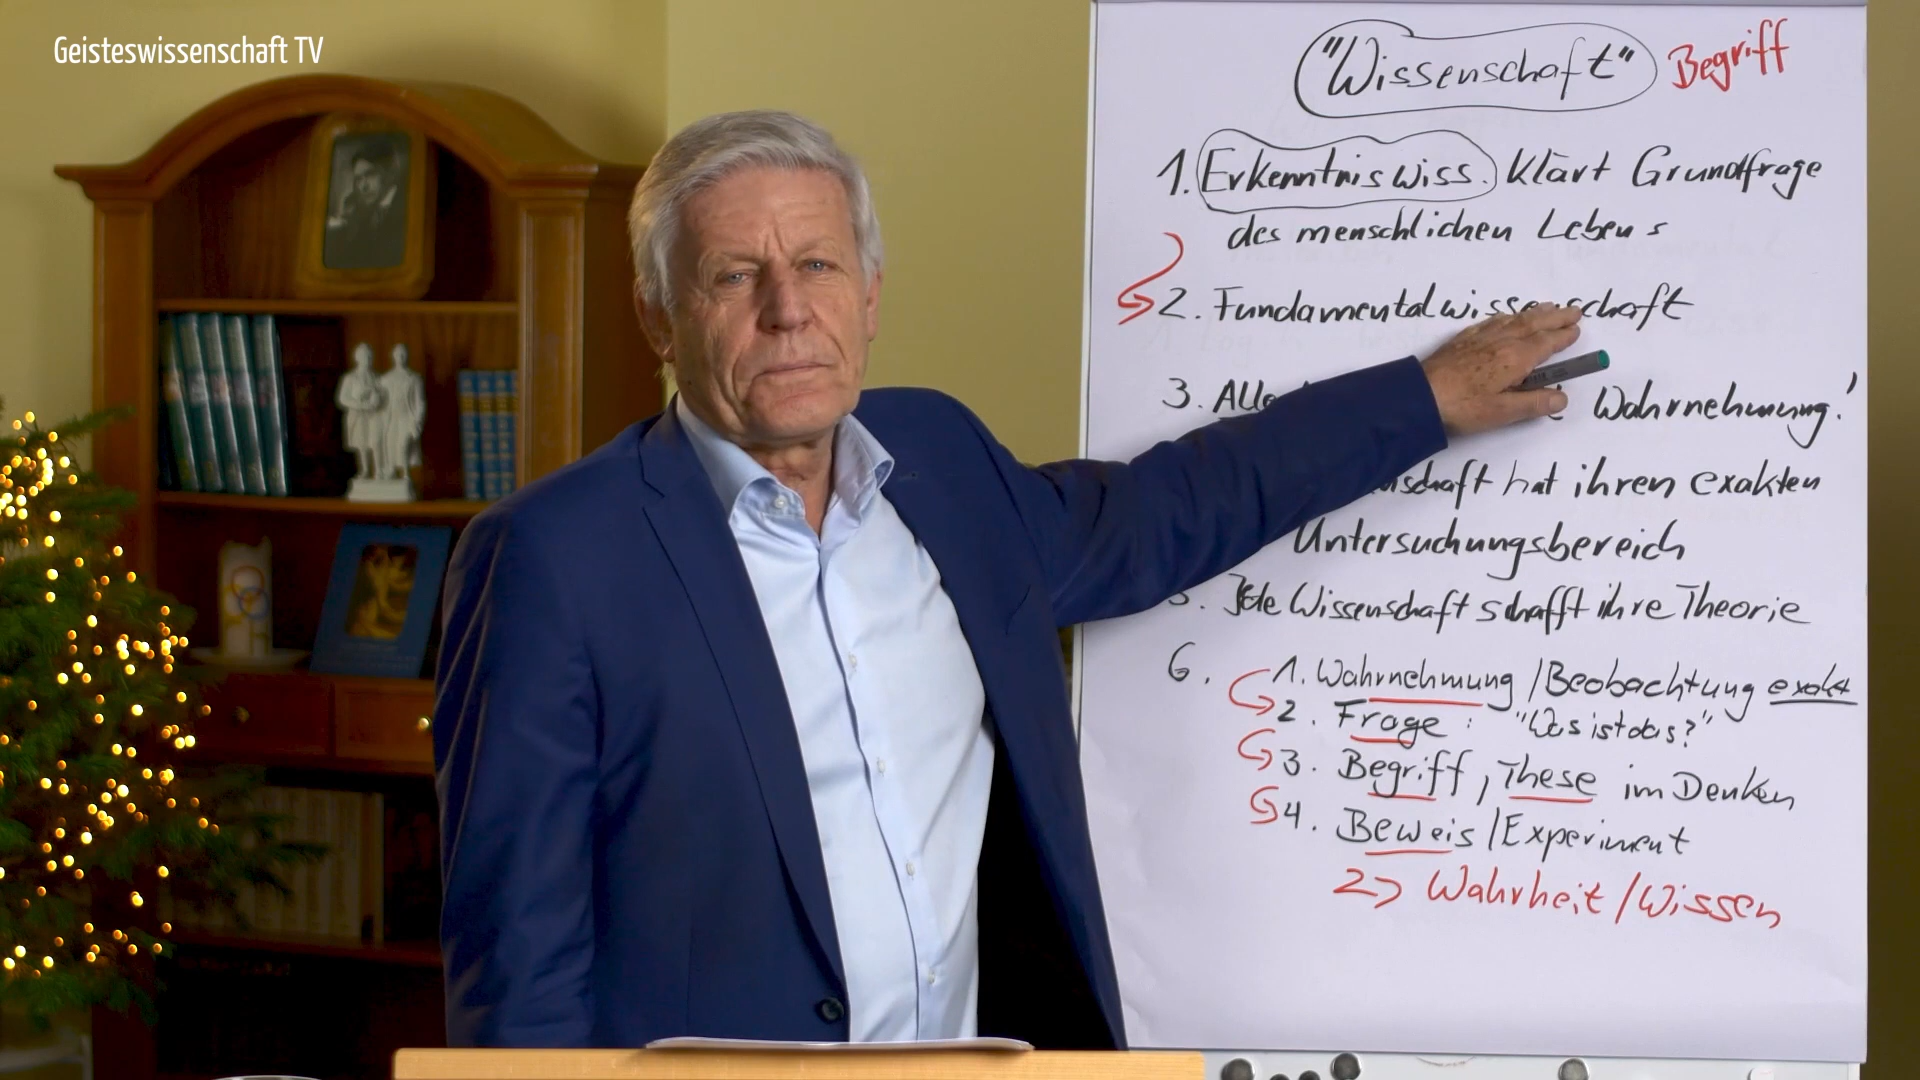 Geisteswissenschaft TV
"Wissenschaft" Begriff
1. Erkenntniswiss. klärt Grundfrage
des menschlichen Lebens
2. Fundamentalwissenschaft
3. Wahrnehmung!
hat ihren exakten
Untersuchungsbereich
5. Jede Wissenschaft schafft ihre Theorie
6. 1. Wahrnehmung / Beobachtung exakt
2. Frage: "Was ist das?"
3. Begriff, These im Denken
4. Beweis / Experiment
=> Wahrheit / Wissen